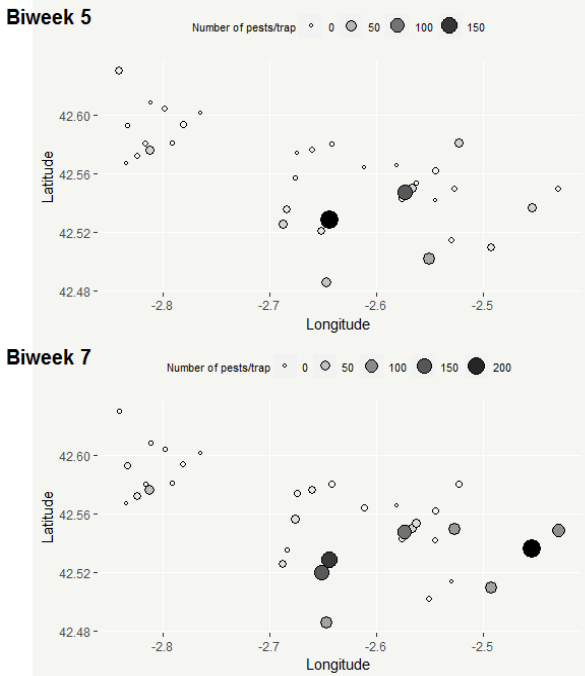 Biweek 5
Number of pests/trap 0 50 100 150
42.60
42.56
42.52
42.48
Latitude
-2.8 -2.7 -2.6 -2.5
Longitude
Biweek 7
Number of pests/trap 0 50 100 150 200
42.60
42.56
42.52
42.48
Latitude
-2.8 -2.7 -2.6 -2.5
Longitude